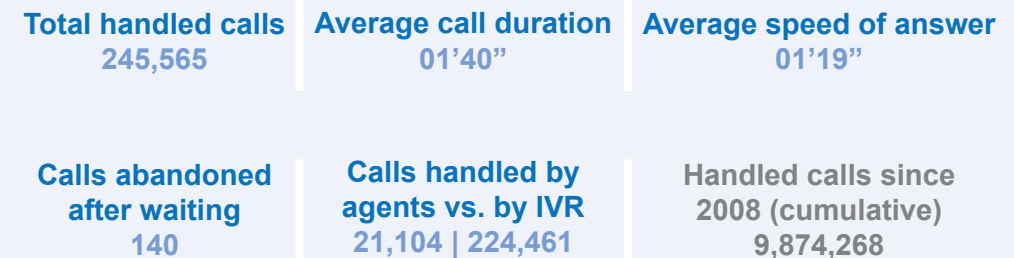 Total handled calls
245,565
Average call duration
01’40”
Average speed of answer
01’19”
Calls abandoned
after waiting
140
Calls handled by
agents vs. by IVR
21,104 | 224,461
Handled calls since
2008 (cumulative)
9,874,268